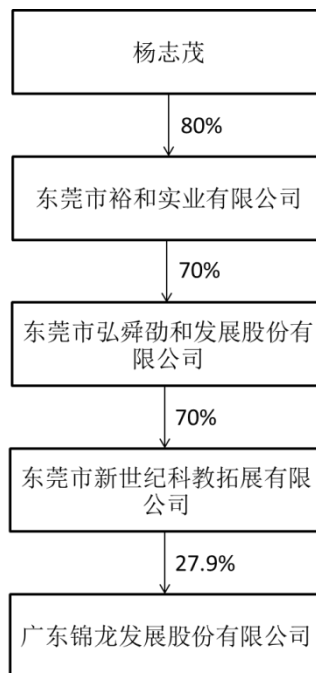 杨志茂
80%
东莞市裕和实业有限公司
70%
东莞市弘舜劭和发展股份有
限公司
70%
东莞市新世纪科教拓展有限
公司
27.9%
广东锦龙发展股份有限公司